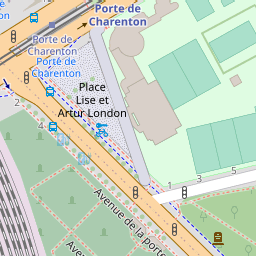 Porte de
Charenton
Porte de
Charenton
Porte de
Charenton
Place
Lise et
Artur London
2
4
1
3
5
Avenue de la porte